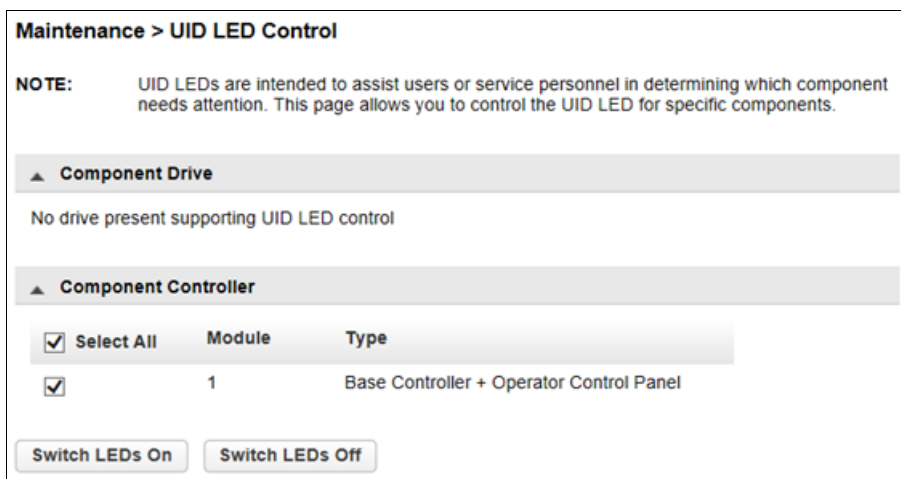 Maintenance > UID LED Control
NOTE: UID LEDs are intended to assist users or service personnel in determining which component
needs attention. This page allows you to control the UID LED for specific components.
Component Drive
No drive present supporting UID LED control
Component Controller
Select All Module Type
1 Base Controller + Operator Control Panel
Switch LEDs On Switch LEDs Off